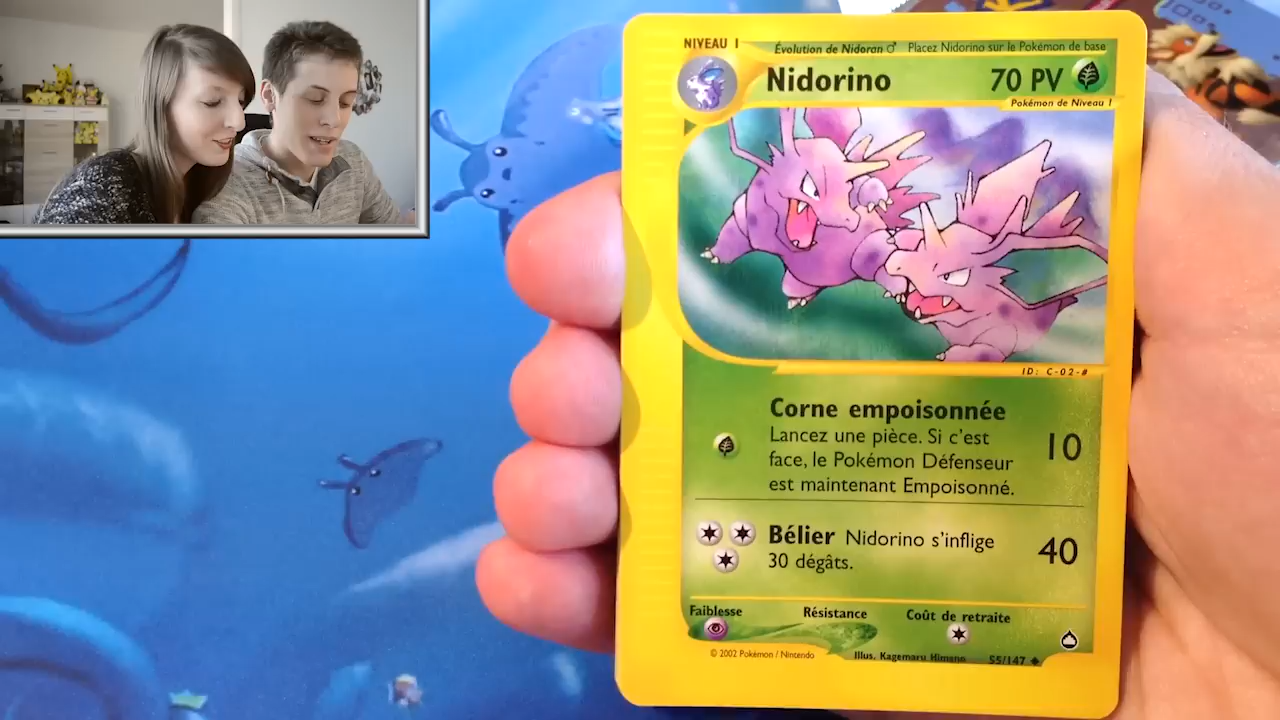 NIVEAU I
Évolution de Nidoran ♂ Placez Nidorino sur le Pokémon de base
Nidorino 70 PV
Pokémon de Niveau I
ID: C-02-#
Corne empoisonnée
Lancez une pièce. Si c'est
face, le Pokémon Défenseur
est maintenant Empoisonné.
10
Bélier Nidorino s'inflige
30 dégâts.
40
Faiblesse Résistance Coût de retraite
© 2002 Pokémon / Nintendo Illus. Kagemaru Himeno 55/147